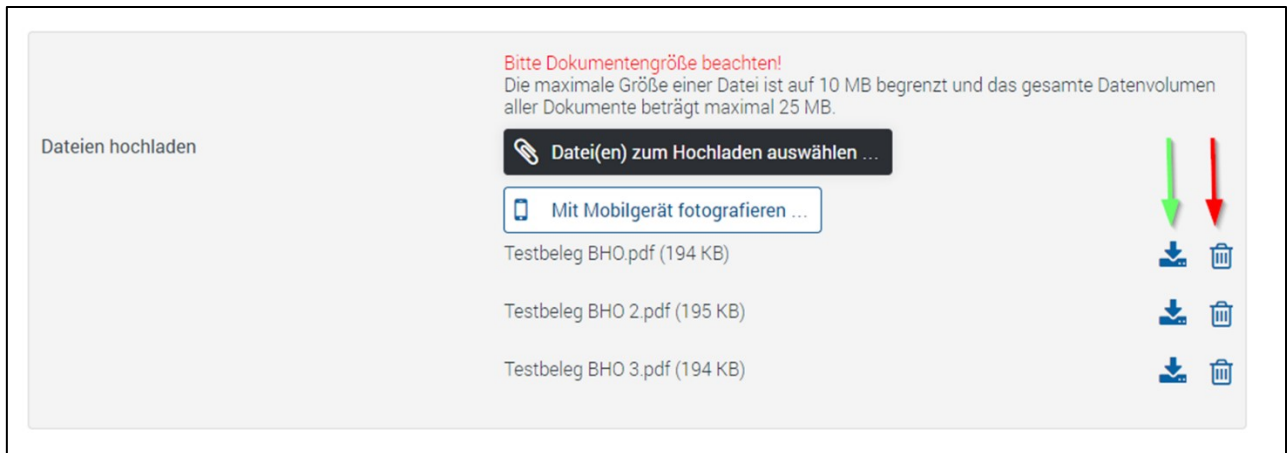 Bitte Dokumentengröße beachten!
Die maximale Größe einer Datei ist auf 10 MB begrenzt und das gesamte Datenvolumen
aller Dokumente beträgt maximal 25 MB.
Dateien hochladen
Datei(en) zum Hochladen auswählen ...
Mit Mobilgerät fotografieren ...
Testbeleg BHO.pdf (194 KB)
Testbeleg BHO 2.pdf (195 KB)
Testbeleg BHO 3.pdf (194 KB)